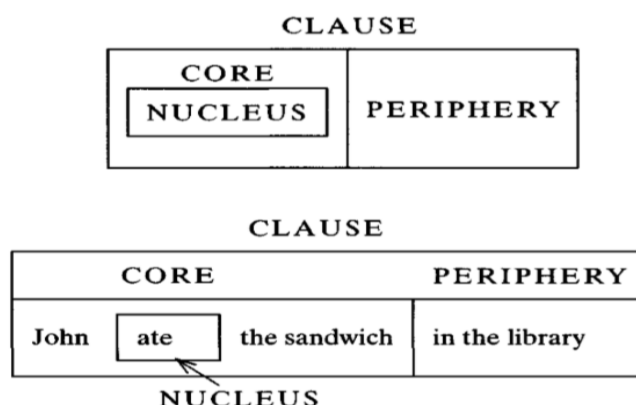 CLAUSE
CORE
NUCLEUS
PERIPHERY
CLAUSE
CORE PERIPHERY
John ate the sandwich in the library
NUCLEUS